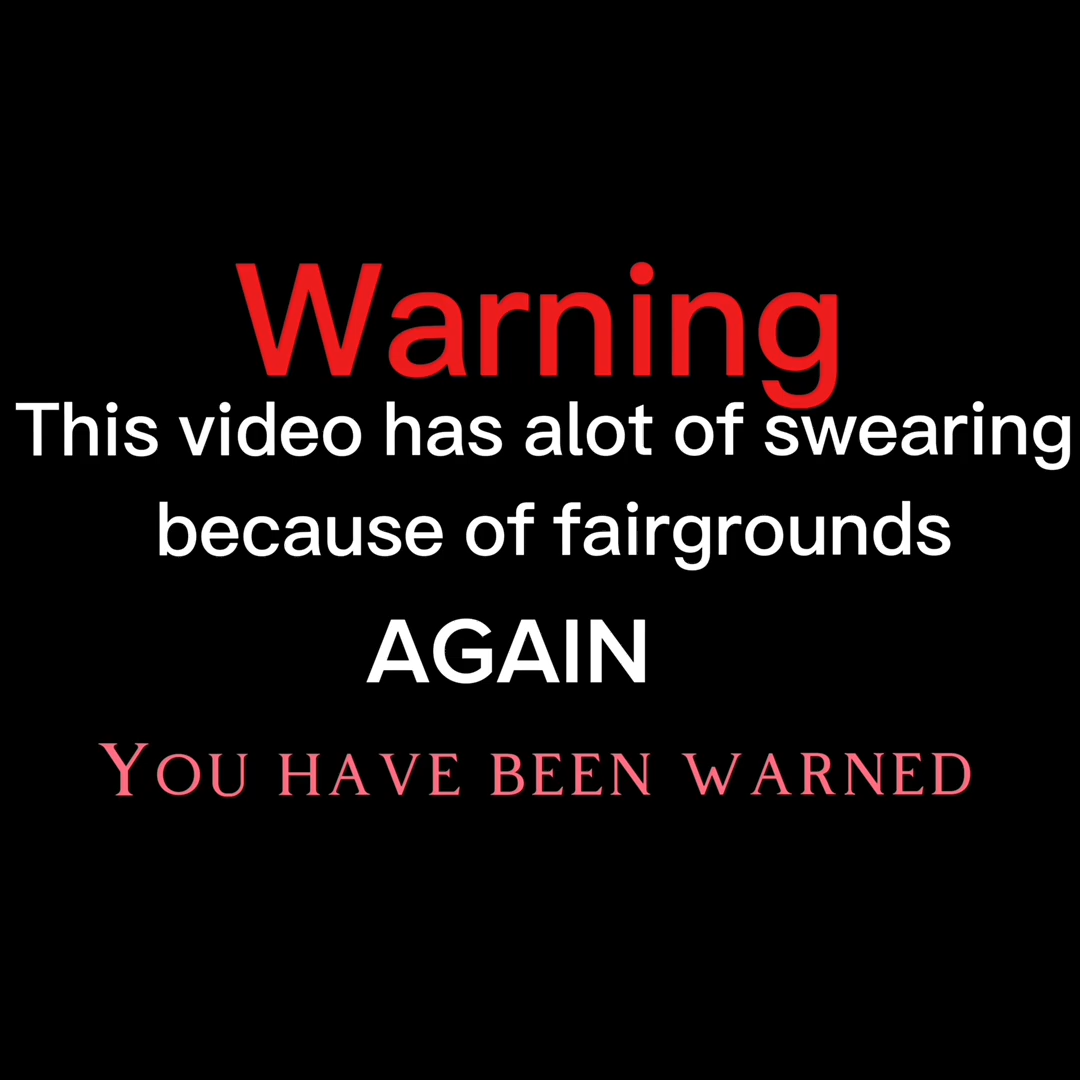 Warning
This video has alot of swearing
because of fairgrounds
AGAIN
You have been warned